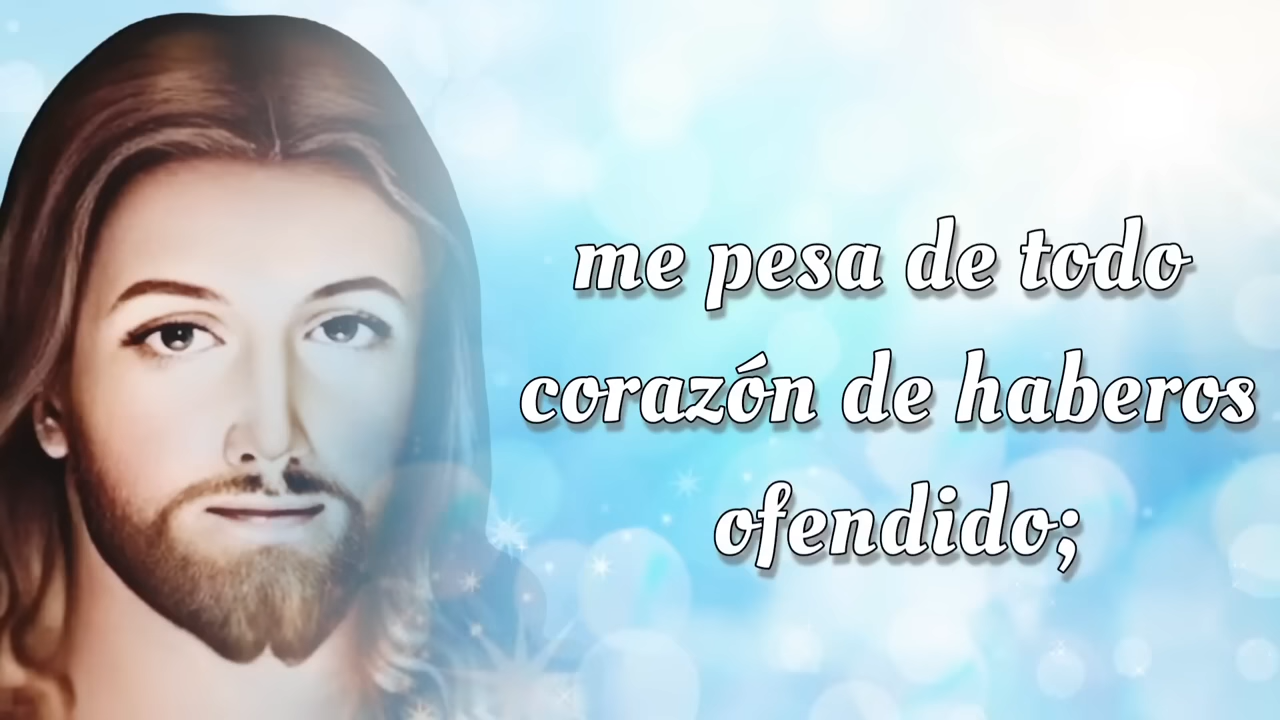 me pesa de todo
corazón de haberos
ofendido;